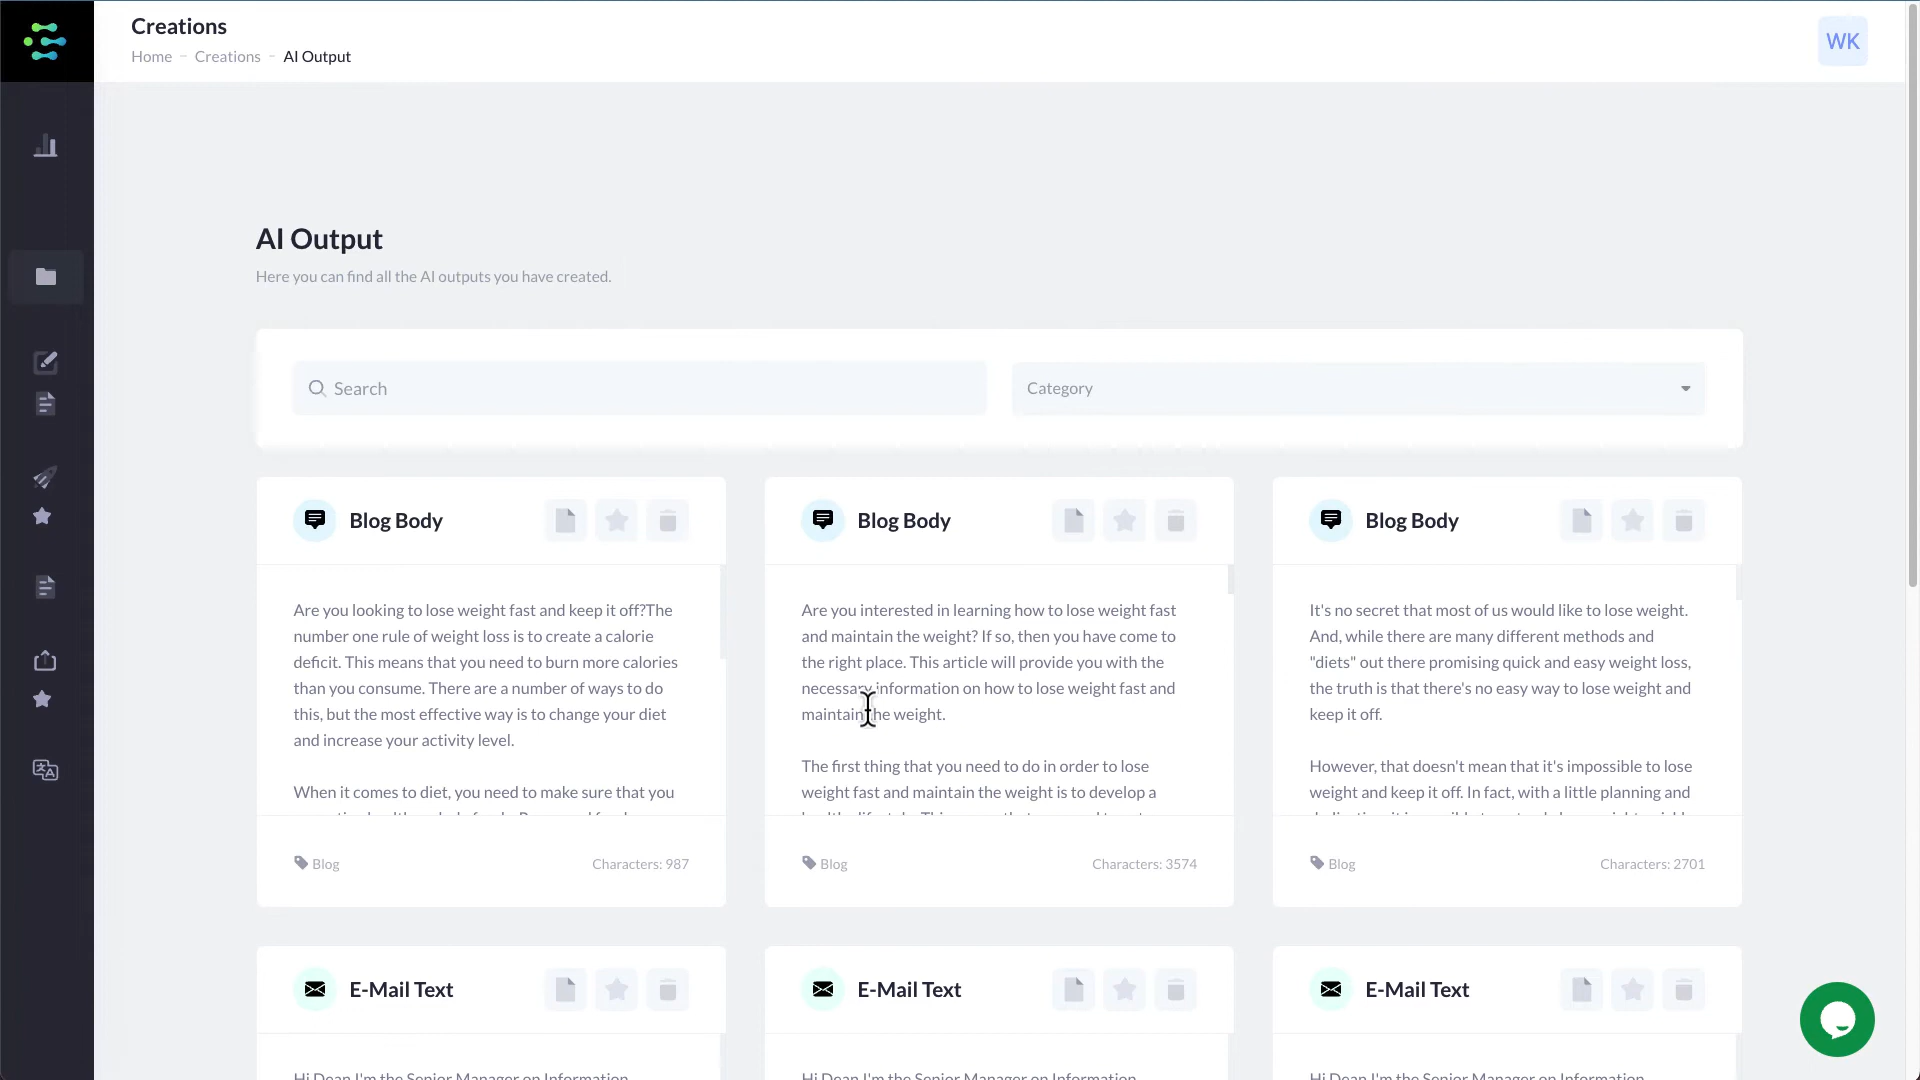 Creations
Home - Creations - AI Output
WK
AI Output
Here you can find all the AI outputs you have created.
Search
Category
Blog Body
Are you looking to lose weight fast and keep it off?The
number one rule of weight loss is to create a calorie
deficit. This means that you need to burn more calories
than you consume. There are a number of ways to do
this, but the most effective way is to change your diet
and increase your activity level.
When it comes to diet, you need to make sure that you
Blog
Characters: 987
Blog Body
Are you interested in learning how to lose weight fast
and maintain the weight? If so, then you have come to
the right place. This article will provide you with the
necessary information on how to lose weight fast and
maintain the weight.
The first thing that you need to do in order to lose
weight fast and maintain the weight is to develop a
Blog
Characters: 3574
Blog Body
It's no secret that most of us would like to lose weight.
And, while there are many different methods and
"diets" out there promising quick and easy weight loss,
the truth is that there's no easy way to lose weight and
keep it off.
However, that doesn't mean that it's impossible to lose
weight and keep it off. In fact, with a little planning and
Blog
Characters: 2701
E-Mail Text
Hi Dean I'm the Senior Manager on Information
E-Mail Text
Hi Dean I'm the Senior Manager on Information
E-Mail Text
Hi Dean I'm the Senior Manager on Information